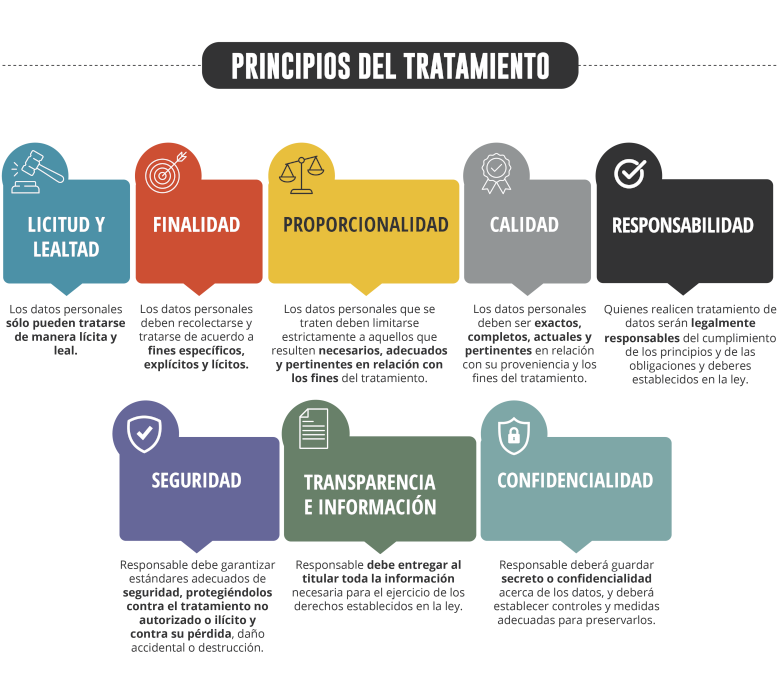 PRINCIPIOS DEL TRATAMIENTO
LICITUD Y
LEALTAD
Los datos personales
sólo pueden tratarse
de manera lícita y
leal.
FINALIDAD
Los datos personales
deben recolectarse y
tratarse de acuerdo a
fines específicos,
explícitos y lícitos.
PROPORCIONALIDAD
Los datos personales que se
traten deben limitarse
estrictamente a aquellos que
resulten necesarios, adecuados
y pertinentes en relación con
los fines del tratamiento.
CALIDAD
Los datos personales
deben ser exactos,
completos, actuales y
pertinentes en relación
con su proveniencia y los
fines del tratamiento.
RESPONSABILIDAD
Quienes realicen tratamiento de
datos serán legalmente
responsables del cumplimiento
de los principios y de las
obligaciones y deberes
establecidos en la ley.
SEGURIDAD
Responsable debe garantizar
estándares adecuados de
seguridad, protegiéndolos
contra el tratamiento no
autorizado o ilícito y
contra su pérdida, daño
accidental o destrucción.
TRANSPARENCIA
E INFORMACIÓN
Responsable debe entregar al
titular toda la información
necesaria para el ejercicio de los
derechos establecidos en la ley.
CONFIDENCIALIDAD
Responsable deberá guardar
secreto o confidencialidad
acerca de los datos, y deberá
establecer controles y medidas
adecuadas para preservarlos.